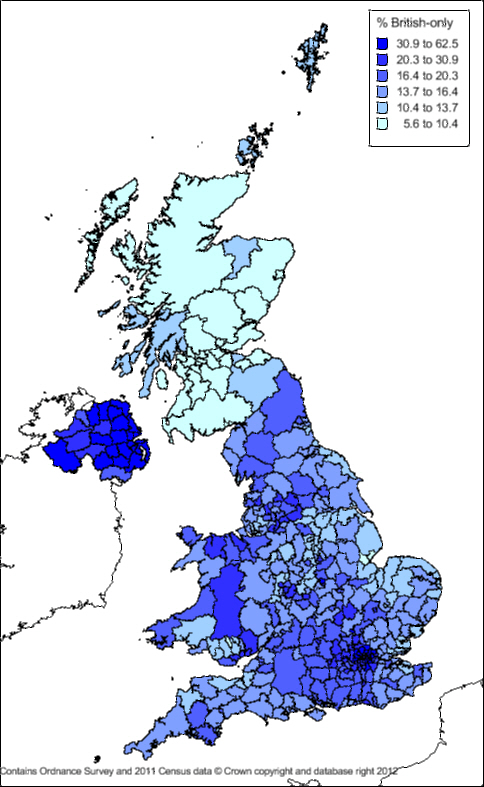 % British-only
30.9 to 62.5
20.3 to 30.9
16.4 to 20.3
13.7 to 16.4
10.4 to 13.7
5.6 to 10.4
Contains Ordnance Survey and 2011 Census data © Crown copyright and database right 2012